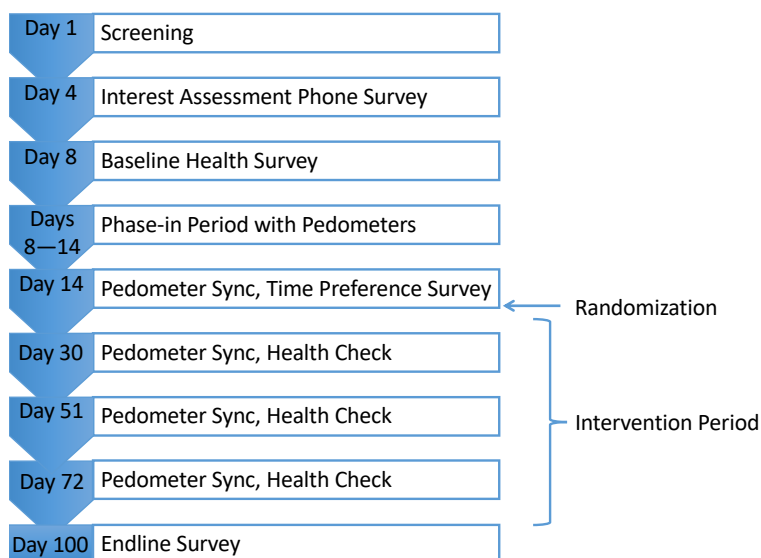 Day 1
Screening
Day 4
Interest Assessment Phone Survey
Day 8
Baseline Health Survey
Days
8—14
Phase-in Period with Pedometers
Day 14
Pedometer Sync, Time Preference Survey
Randomization
Day 30
Pedometer Sync, Health Check
Day 51
Pedometer Sync, Health Check
Intervention Period
Day 72
Pedometer Sync, Health Check
Day 100
Endline Survey